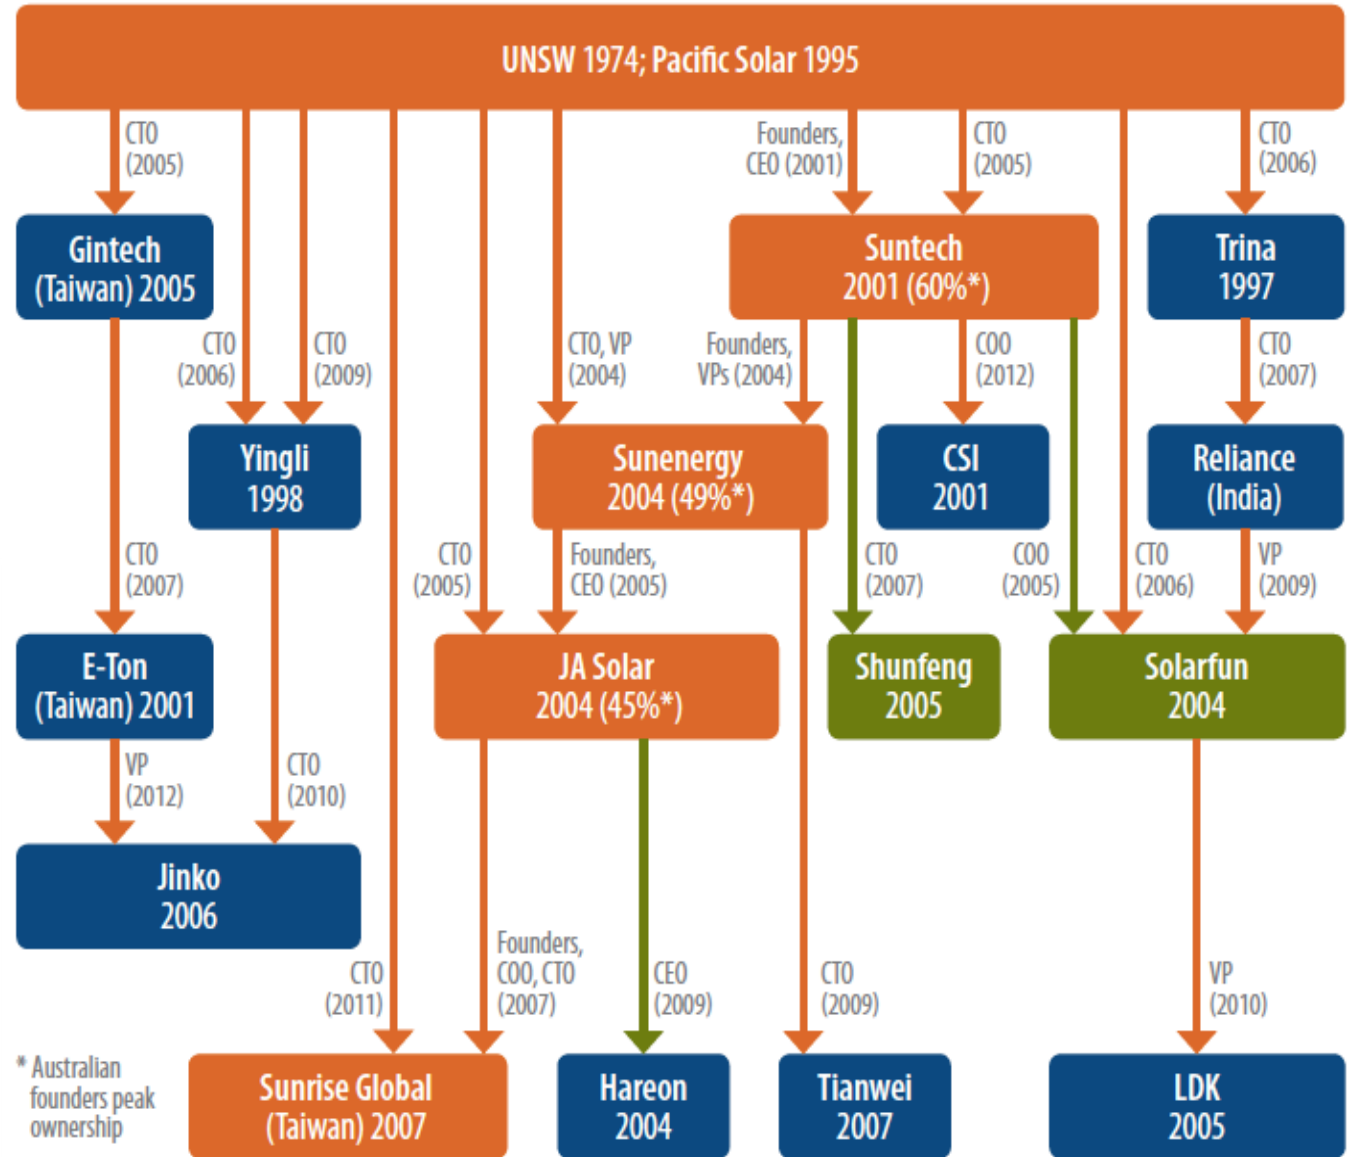 UNSW 1974; Pacific Solar 1995
CTO
(2005)
Founders,
CEO (2001)
CTO
(2005)
CTO
(2006)
Gintech
(Taiwan) 2005
Suntech
2001 (60%*)
Trina
1997
CTO
(2006)
CTO
(2009)
CTO, VP
(2004)
Founders,
VPs (2004)
COO
(2012)
CTO
(2007)
Yingli
1998
Sunenergy
2004 (49%*)
CSI
2001
Reliance
(India)
CTO
(2007)
CTO
(2005)
Founders,
CEO (2005)
CTO
(2007)
COO
(2005)
CTO
(2006)
VP
(2009)
E-Ton
(Taiwan) 2001
JA Solar
2004 (45%*)
Shunfeng
2005
Solarfun
2004
VP
(2012)
CTO
(2010)
Jinko
2006
CTO
(2011)
Founders,
COO, CTO
(2007)
CEO
(2009)
CTO
(2009)
VP
(2010)
* Australian
founders peak
ownership
Sunrise Global
(Taiwan) 2007
Hareon
2004
Tianwei
2007
LDK
2005